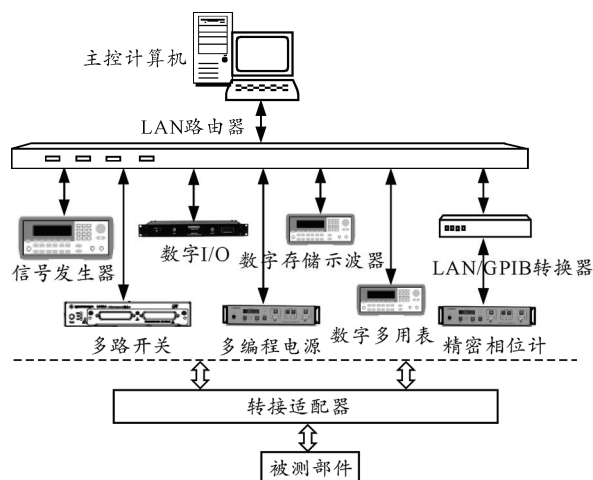 主控计算机
LAN路由器
信号发生器
数字I/O
数字存储示波器
LAN/GPIB转换器
多路开关
多编程电源
数字多用表
精密相位计
转接适配器
被测部件